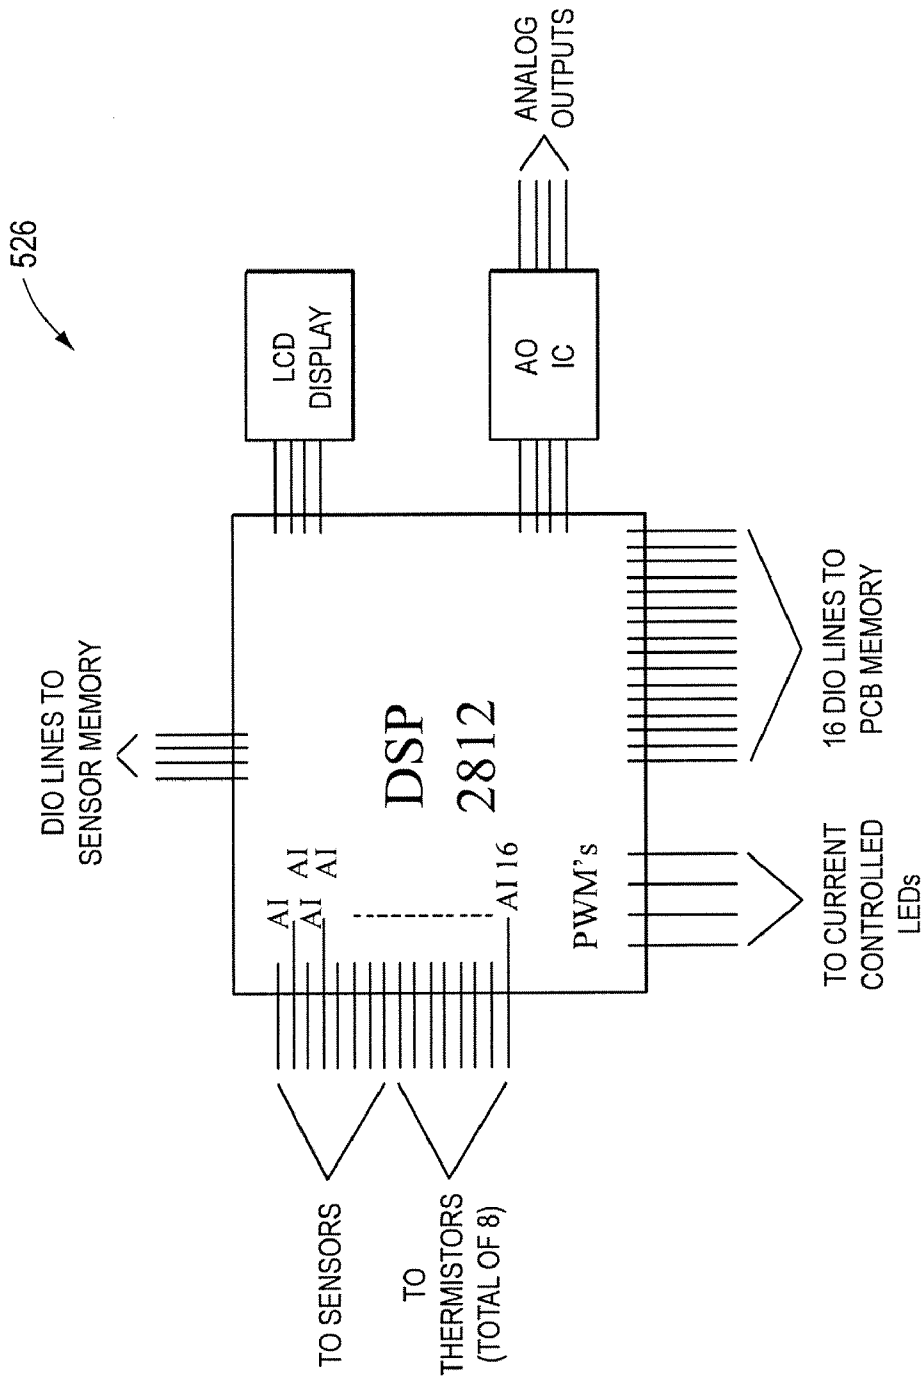 526
DIO LINES TO
SENSOR MEMORY
LCD
DISPLAY
ANALOG
OUTPUTS
AO
IC
DSP
2812
AI
AI
AI
AI
AI 16
PWM's
TO SENSORS
TO
THERMISTORS
(TOTAL OF 8)
TO CURRENT
CONTROLLED
LEDs
16 DIO LINES TO
PCB MEMORY